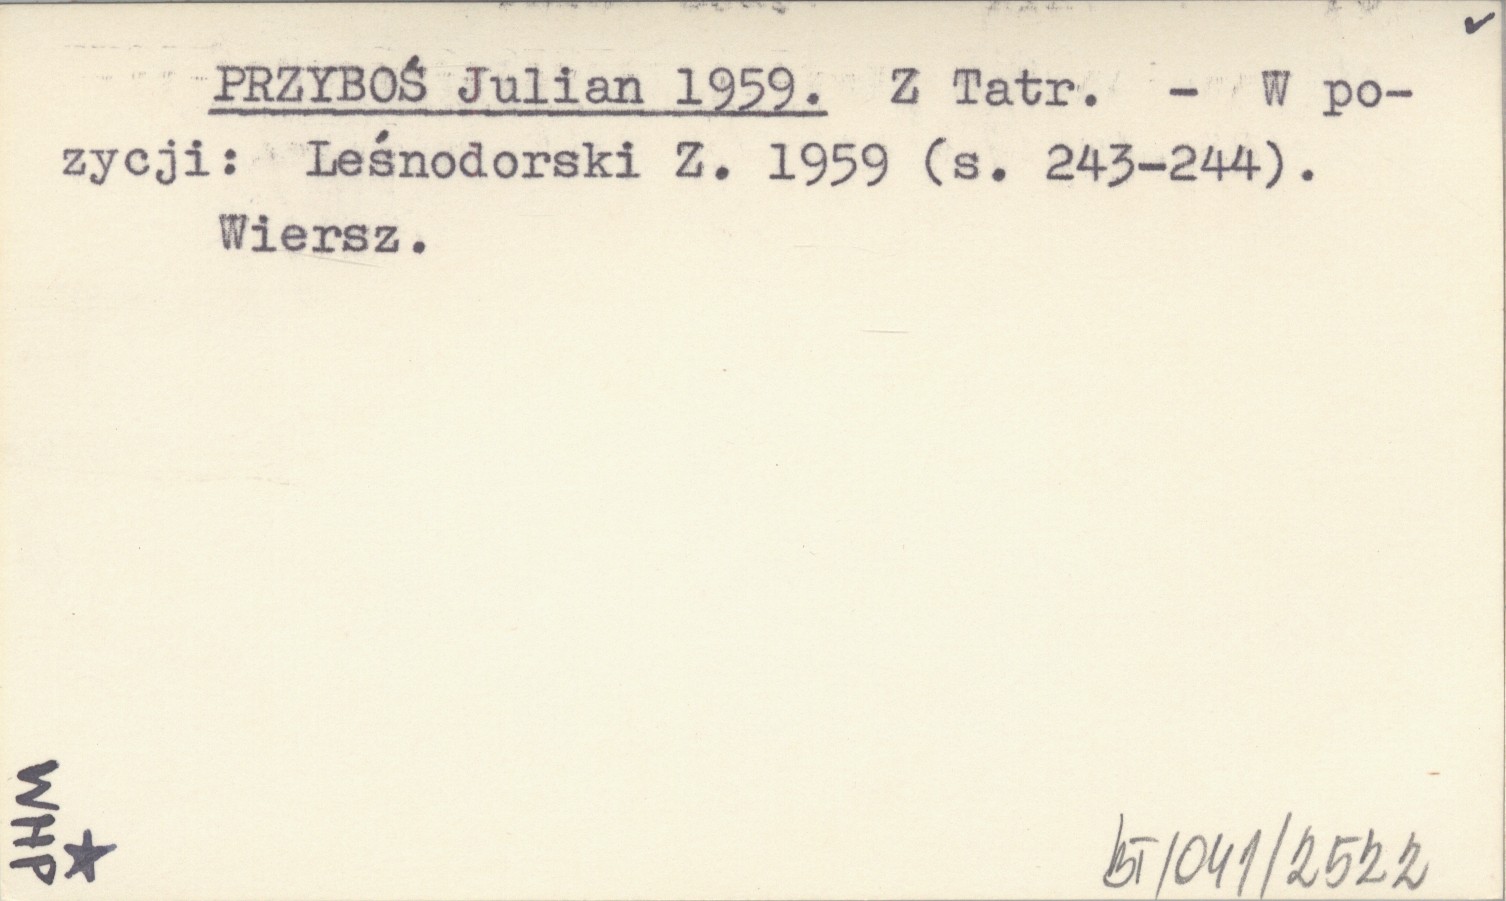 PRZYBOŚ Julian 1959. Z Tatr. - W po-
zycji: Leśnodorski Z. 1959 (s. 243-244).
Wiersz.
WHP
BT/041/2522